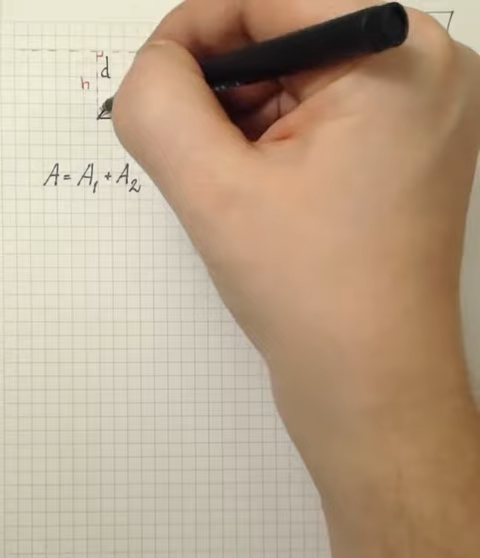 d
h
A = A₁ + A₂